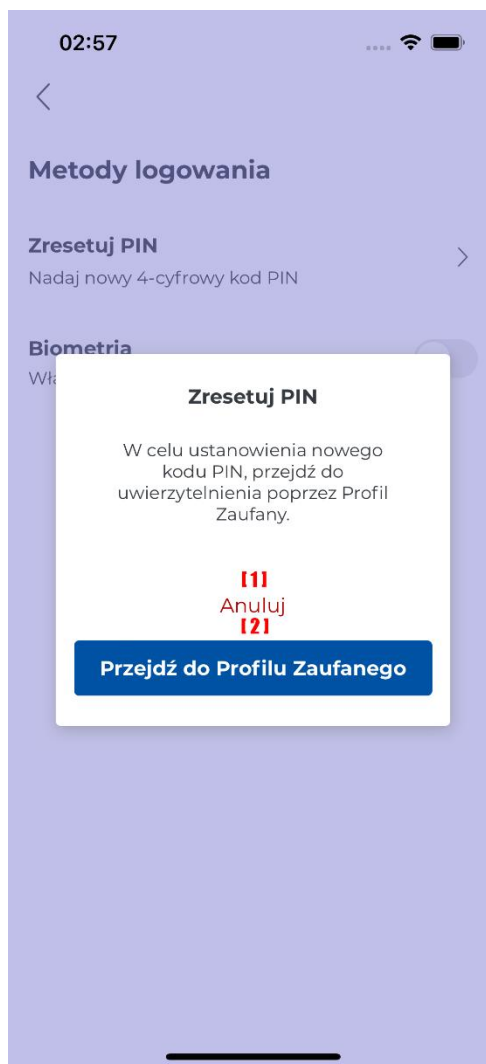 02:57
Metody logowania
Zresetuj PIN
Nadaj nowy 4-cyfrowy kod PIN
Biometria
Zresetuj PIN
W celu ustanowienia nowego
kodu PIN, przejdź do
uwierzytelnienia poprzez Profil
Zaufany.
[1]
Anuluj
[2]
Przejdź do Profilu Zaufanego